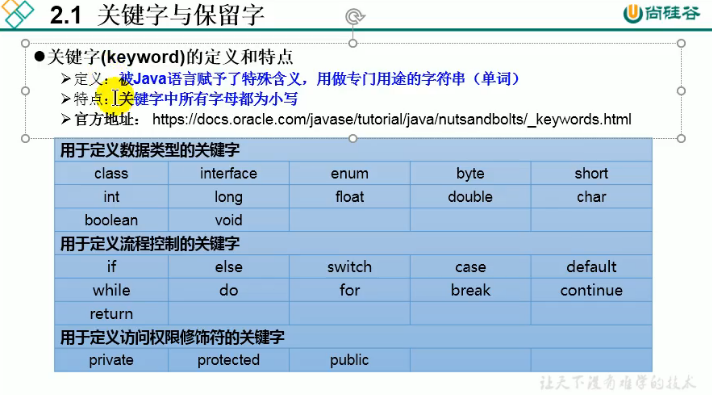 2.1 关键字与保留字
尚硅谷
●关键字(keyword)的定义和特点
➢定义：被Java语言赋予了特殊含义，用做专门用途的字符串（单词）
➢特点：关键字中所有字母都为小写
➢官方地址： https://docs.oracle.com/javase/tutorial/java/nutsandbolts/_keywords.html
用于定义数据类型的关键字
class interface enum byte short
int long float double char
boolean void
用于定义流程控制的关键字
if else switch case default
while do for break continue
return
用于定义访问权限修饰符的关键字
private protected public
让天下没有难学的技术